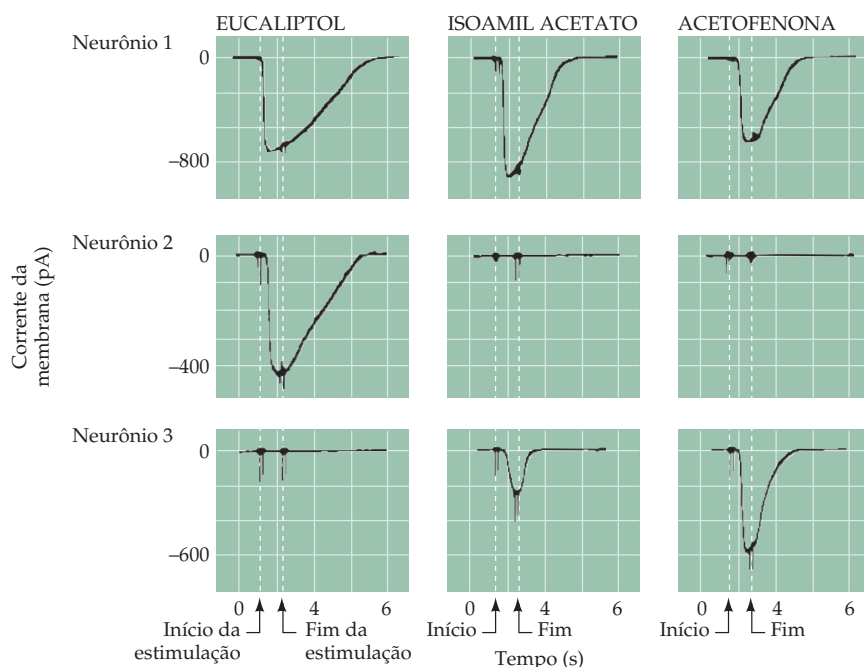 EUCALIPTOL
ISOAMIL ACETATO
ACETOFENONA
Neurônio 1
0
–800
Neurônio 2
0
–400
Neurônio 3
0
–600
Corrente da
membrana (pA)
0 4 6
0 4 6
0 4 6
Início da
estimulação
Fim da
estimulação
Início
Fim
Início
Fim
Tempo (s)